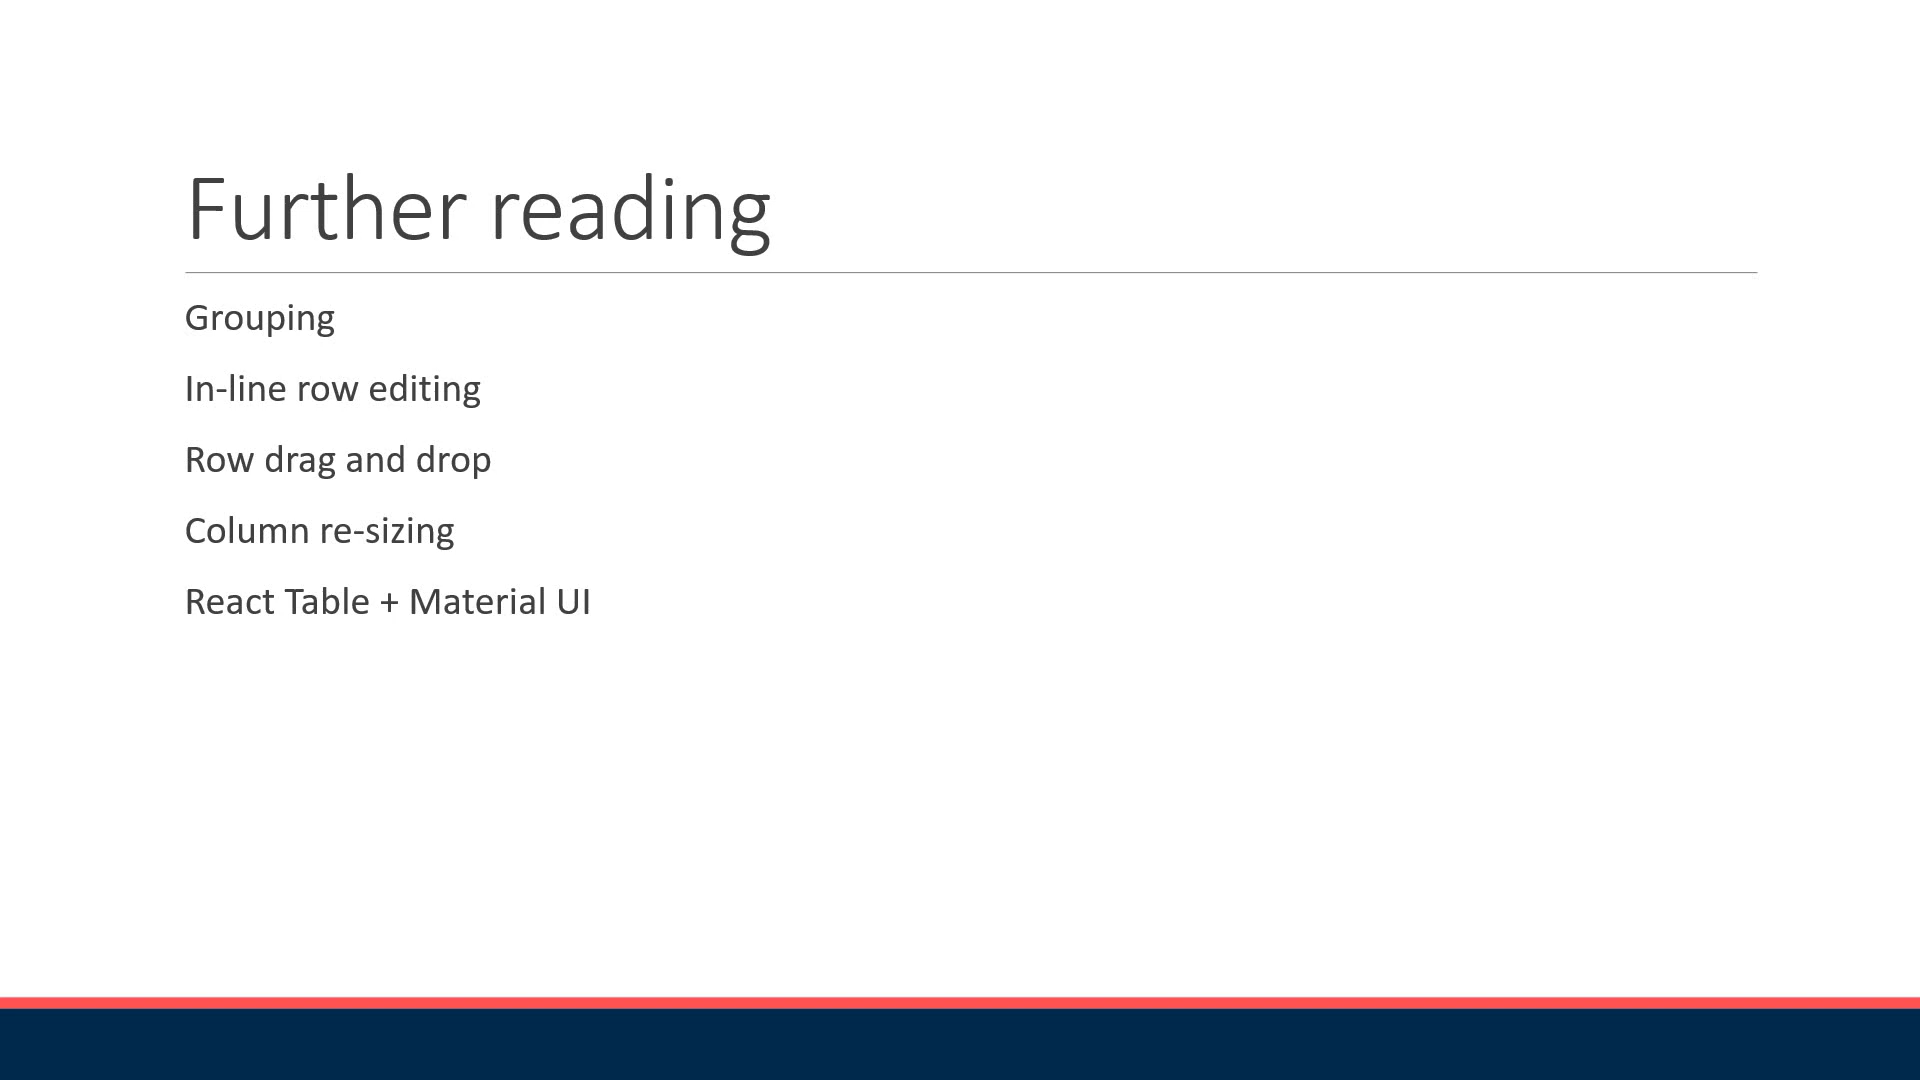 Further reading
Grouping
In-line row editing
Row drag and drop
Column re-sizing
React Table + Material UI